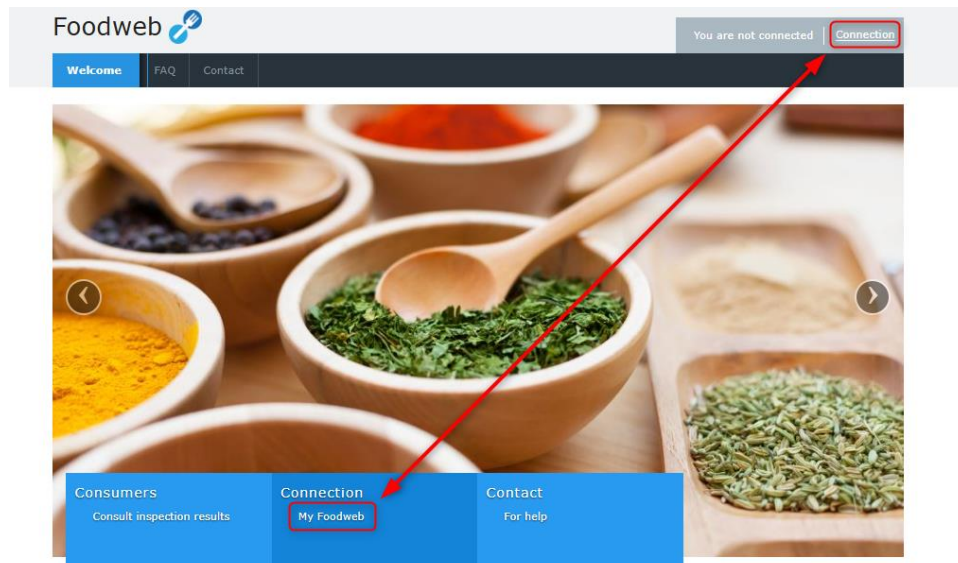 Foodweb
You are not connected
Connection
Welcome
FAQ
Contact
Consumers
Consult inspection results
Connection
My Foodweb
Contact
For help